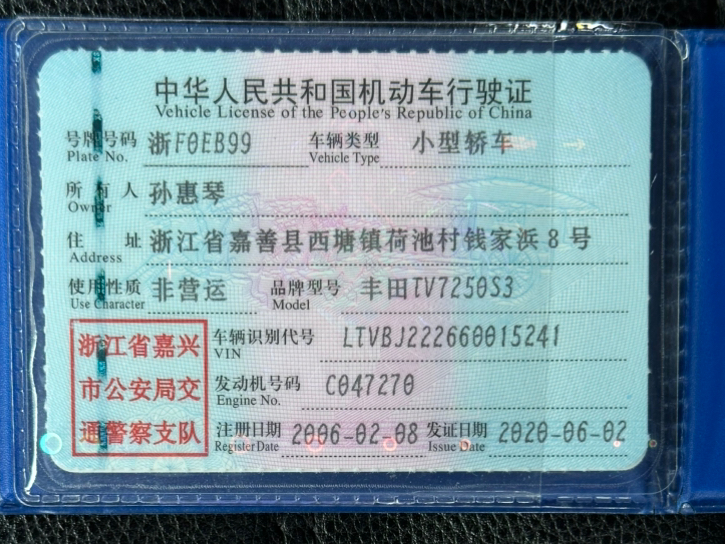 中华人民共和国机动车行驶证
Vehicle License of the People's Republic of China
号牌号码 浙F0EB99 车辆类型 小型轿车
Plate No. Vehicle Type
所有人 孙惠琴
Owner
住址 浙江省嘉善县西塘镇荷池村钱家浜8号
Address
使用性质 非营运 品牌型号 丰田TV7250S3
Use Character Model
浙江省嘉兴 车辆识别代号 LTVBJ222660015241
VIN
市公安局交 发动机号码 C047270
Engine No.
通警察支队 注册日期 2006-02-08 发证日期 2020-06-02
Register Date Issue Date